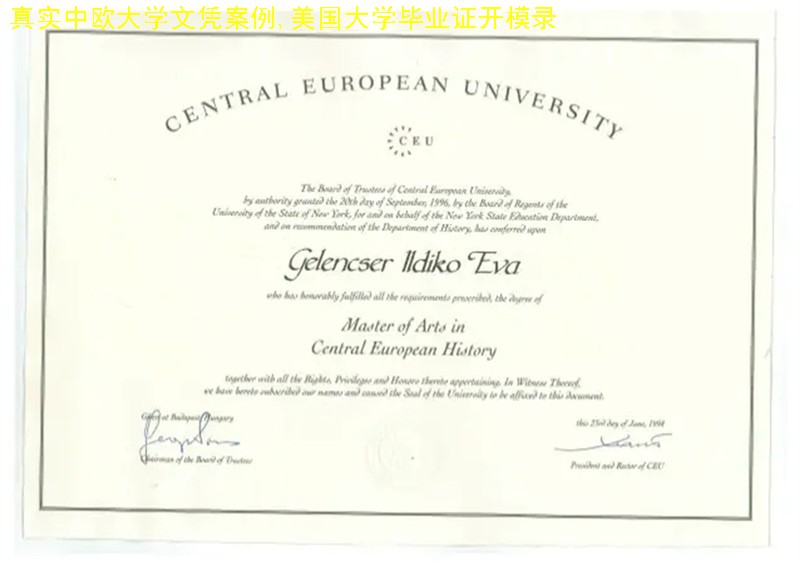 真实中欧大学文凭案例,美国大学毕业证开模录
CENTRAL EUROPEAN UNIVERSITY
CEU
The Board of Trustees of Central European University,
by authority granted the 20th day of September, 1996, by the Board of Regents of the
University of the State of New York, for and on behalf of the New York State Education Department,
and on recommendation of the Department of History, has conferred upon
Gelencser Ildiko Eva
who has honorably fulfilled all the requirements prescribed, the degree of
Master of Arts in
Central European History
together with all the Rights, Privileges and Honors thereto appertaining. In Witness Thereof,
we have hereto subscribed our names and caused the Seal of the University to be affixed to this document.
Given at Budapest, Hungary
this 23rd day of June, 1994
Chairman of the Board of Trustees
President and Rector of CEU